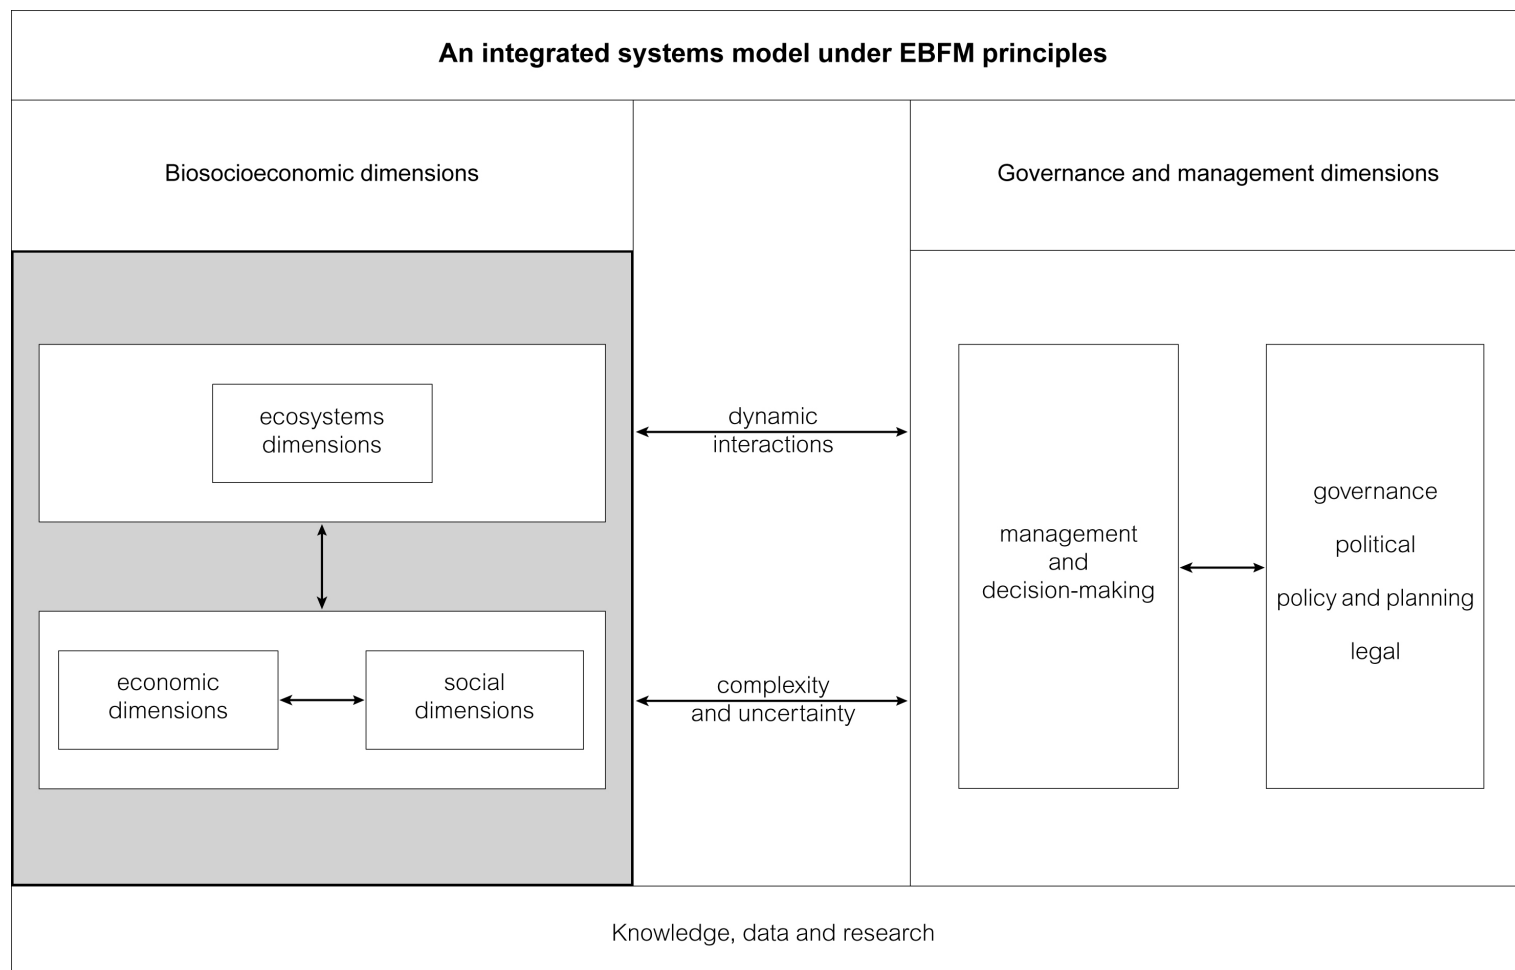 An integrated systems model under EBFM principles
Biosocioeconomic dimensions
Governance and management dimensions
ecosystems
dimensions
economic
dimensions
social
dimensions
dynamic
interactions
complexity
and uncertainty
management
and
decision-making
governance
political
policy and planning
legal
Knowledge, data and research